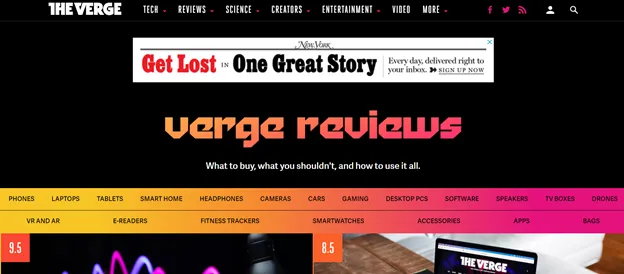 THE VERGE TECH REVIEWS SCIENCE CREATORS ENTERTAINMENT VIDEO MORE
NEW YORK
Get Lost IN One Great Story
Every day, delivered right to
your inbox. SIGN UP NOW
verge reviews
What to buy, what you shouldn't, and how to use it all.
PHONES LAPTOPS TABLETS SMART HOME HEADPHONES CAMERAS CARS GAMING DESKTOP PCS SOFTWARE SPEAKERS TV BOXES DRONES
VR AND AR E-READERS FITNESS TRACKERS SMARTWATCHES ACCESSORIES APPS BAGS
9.5 8.5
THE VERGE